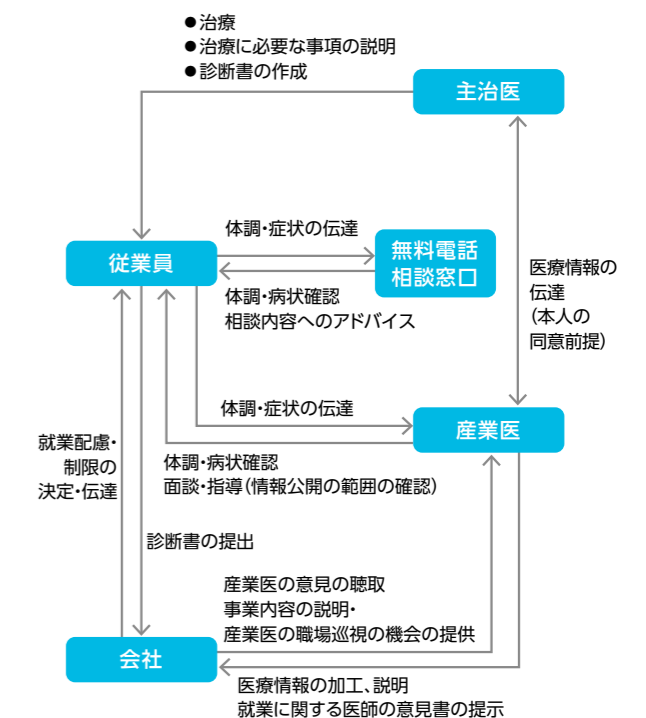 ●治療
●治療に必要な事項の説明
●診断書の作成
主治医
体調・症状の伝達
従業員
無料電話
相談窓口
医療情報の
伝達
（本人の
同意前提）
体調・病状確認
相談内容へのアドバイス
体調・症状の伝達
産業医
就業配慮・
制限の
決定・伝達
体調・病状確認
面談・指導（情報公開の範囲の確認）
診断書の提出
産業医の意見の聴取
事業内容の説明・
産業医の職場巡視の機会の提供
会社
医療情報の加工、説明
就業に関する医師の意見書の提示